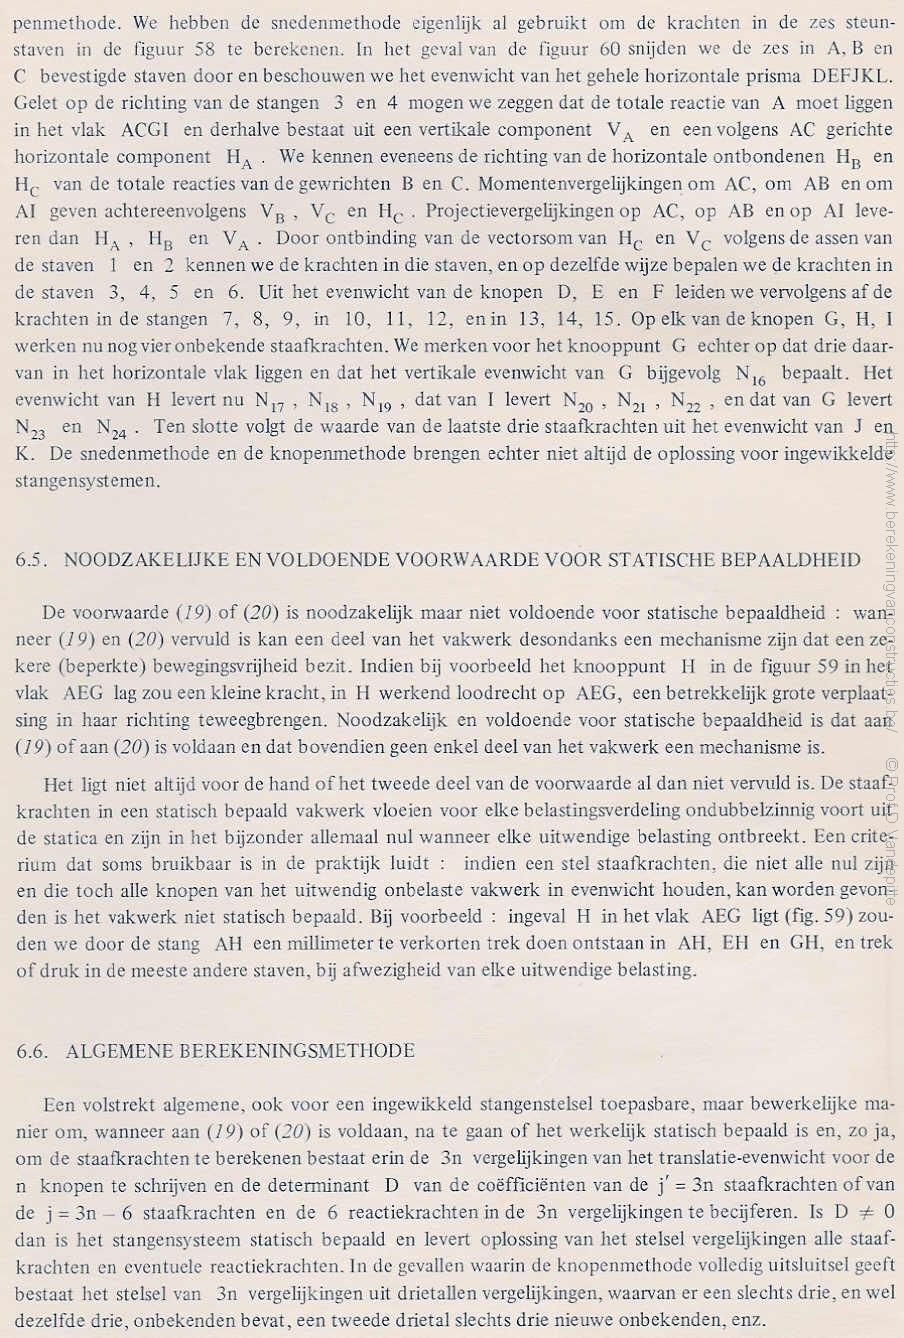 penmethode. We hebben de snedenmethode eigenlijk al gebruikt om de krachten in de zes steun-
staven in de figuur 58 te berekenen. In het geval van de figuur 60 snijden we de zes in A, B en
C bevestigde staven door en beschouwen we het evenwicht van het gehele horizontale prisma DEFJKL.
Gelet op de richting van de stangen 3 en 4 mogen we zeggen dat de totale reactie van A moet liggen
in het vlak ACGI en derhalve bestaat uit een vertikale component V_A en een volgens AC gerichte
horizontale component H_A . We kennen eveneens de richting van de horizontale ontbondenen H_B en
H_C van de totale reacties van de gewrichten B en C. Momentenvergelijkingen om AC, om AB en om
AI geven achtereenvolgens V_B , V_C en H_C . Projectievergelijkingen op AC, op AB en op AI leve-
ren dan H_A , H_B en V_A . Door ontbinding van de vectorsom van H_C en V_C volgens de assen van
de staven 1 en 2 kennen we de krachten in die staven, en op dezelfde wijze bepalen we de krachten in
de staven 3, 4, 5 en 6. Uit het evenwicht van de knopen D, E en F leiden we vervolgens af de
krachten in de stangen 7, 8, 9, in 10, 11, 12, en in 13, 14, 15. Op elk van de knopen G, H, I
werken nu nog vier onbekende staafkrachten. We merken voor het knooppunt G echter op dat drie daar-
van in het horizontale vlak liggen en dat het vertikale evenwicht van G bijgevolg N_16 bepaalt. Het
evenwicht van H levert nu N_17 , N_18 , N_19 , dat van I levert N_20 , N_21 , N_22 , en dat van G levert
N_23 en N_24 . Ten slotte volgt de waarde van de laatste drie staafkrachten uit het evenwicht van J en
K. De snedenmethode en de knopenmethode brengen echter niet altijd de oplossing voor ingewikkelde
stangensystemen.
6.5. NOODZAKELIJKE EN VOLDOENDE VOORWAARDE VOOR STATISCHE BEPAALDHEID
De voorwaarde (19) of (20) is noodzakelijk maar niet voldoende voor statische bepaaldheid : wan-
neer (19) en (20) vervuld is kan een deel van het vakwerk desondanks een mechanisme zijn dat een ze-
kere (beperkte) bewegingsvrijheid bezit. Indien bij voorbeeld het knooppunt H in de figuur 59 in het
vlak AEG lag zou een kleine kracht, in H werkend loodrecht op AEG, een betrekkelijk grote verplaat-
sing in haar richting teweegbrengen. Noodzakelijk en voldoende voor statische bepaaldheid is dat aan
(19) of aan (20) is voldaan en dat bovendien geen enkel deel van het vakwerk een mechanisme is.
Het ligt niet altijd voor de hand of het tweede deel van de voorwaarde al dan niet vervuld is. De staaf-
krachten in een statisch bepaald vakwerk vloeien voor elke belastingsverdeling ondubbelzinnig voort uit
de statica en zijn in het bijzonder allemaal nul wanneer elke uitwendige belasting ontbreekt. Een crite-
rium dat soms bruikbaar is in de praktijk luidt : indien een stel staafkrachten, die niet alle nul zijn
en die toch alle knopen van het uitwendig onbelaste vakwerk in evenwicht houden, kan worden gevon-
den is het vakwerk niet statisch bepaald. Bij voorbeeld : ingeval H in het vlak AEG ligt (fig. 59) zou-
den we door de stang AH een millimeter te verkorten trek doen ontstaan in AH, EH en GH, en trek
of druk in de meeste andere staven, bij afwezigheid van elke uitwendige belasting.
6.6. ALGEMENE BEREKENINGSMETHODE
Een volstrekt algemene, ook voor een ingewikkeld stangenstelsel toepasbare, maar bewerkelijke ma-
nier om, wanneer aan (19) of (20) is voldaan, na te gaan of het werkelijk statisch bepaald is en, zo ja,
om de staafkrachten te berekenen bestaat erin de 3n vergelijkingen van het translatie-evenwicht voor de
n knopen te schrijven en de determinant D van de coëfficiënten van de j' = 3n staafkrachten of van
de j = 3n – 6 staafkrachten en de 6 reactiekrachten in de 3n vergelijkingen te becijferen. Is D ≠ 0
dan is het stangensysteem statisch bepaald en levert oplossing van het stelsel vergelijkingen alle staaf-
krachten en eventuele reactiekrachten. In de gevallen waarin de knopenmethode volledig uitsluitsel geeft
bestaat het stelsel van 3n vergelijkingen uit drietallen vergelijkingen, waarvan er een slechts drie, en wel
dezelfde drie, onbekenden bevat, een tweede drietal slechts drie nieuwe onbekenden, enz.
http://www.berekeningvanconstructies.be/ © Prof. D. Vandepitte